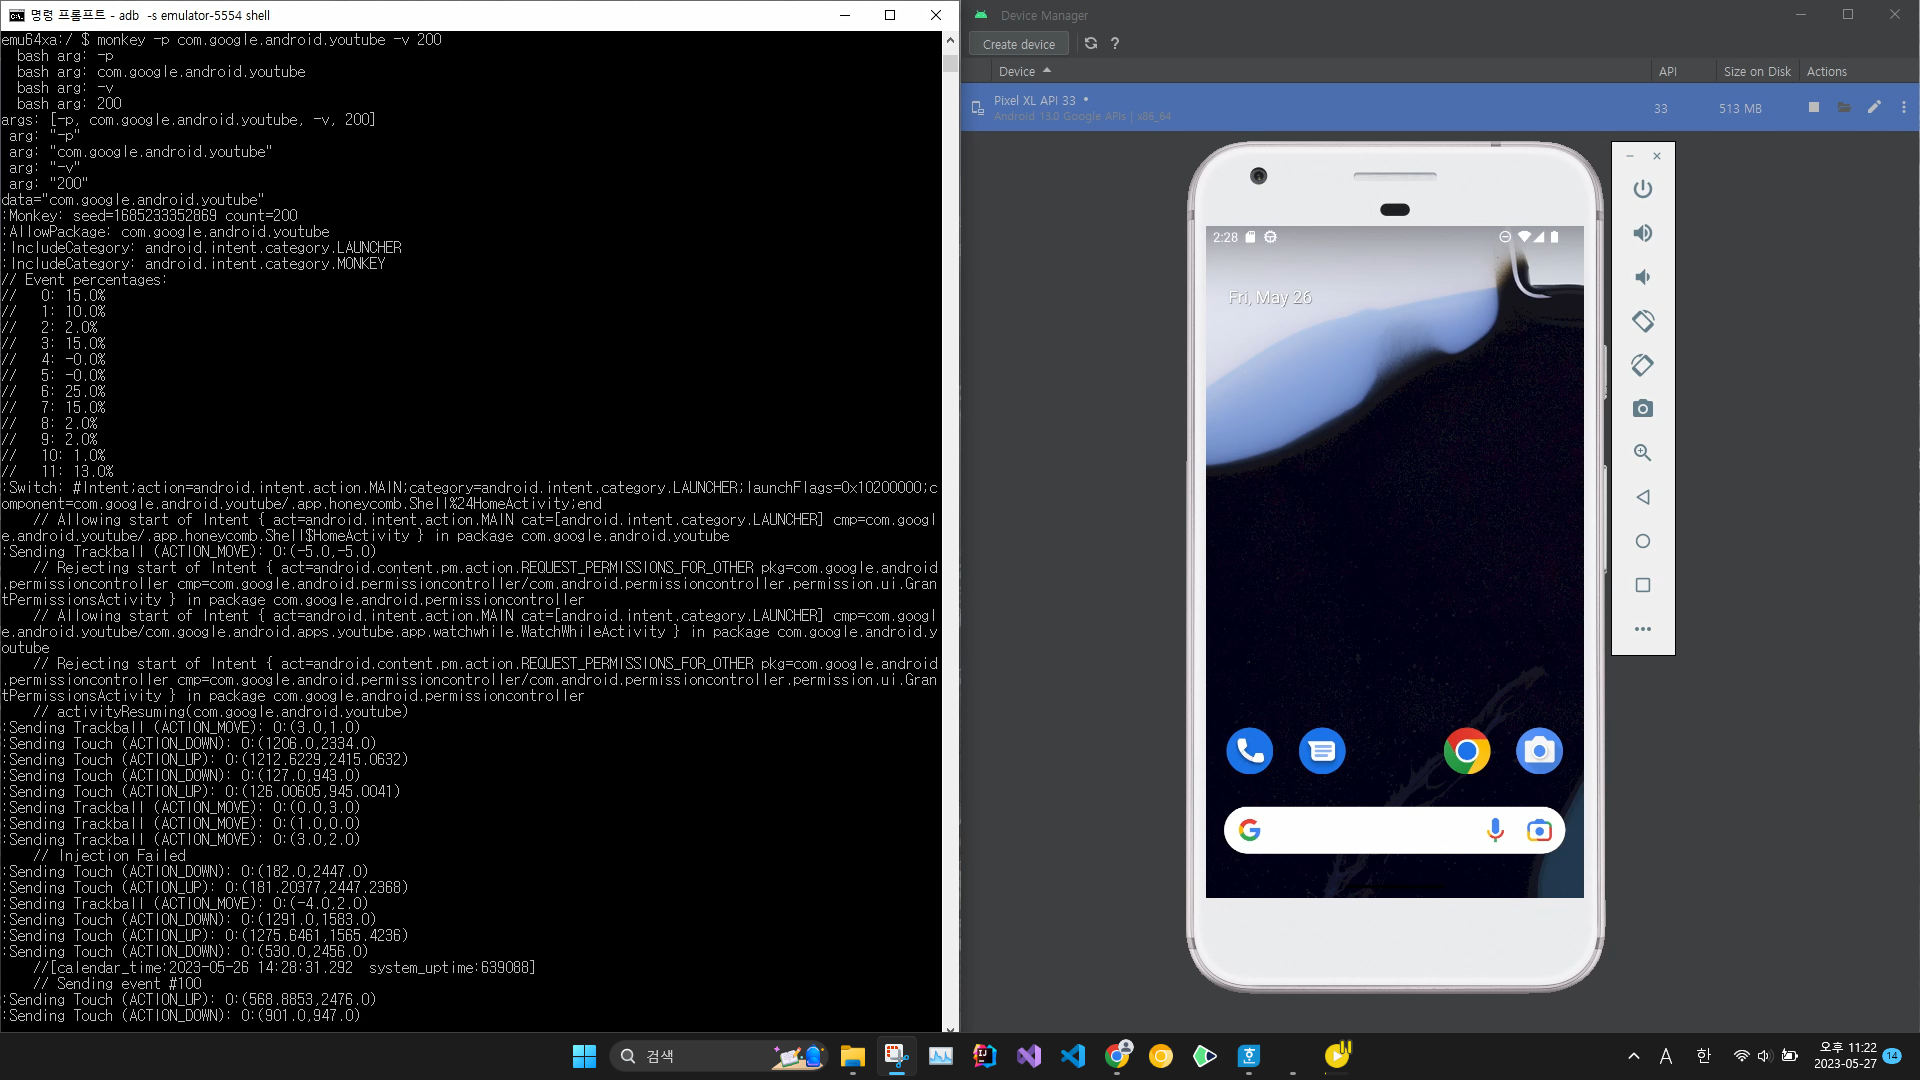 명령 프롬프트 - adb  -s emulator-5554 shell
emu64xa:/ $ monkey -p com.google.android.youtube -v 200
  bash arg: -p
  bash arg: com.google.android.youtube
  bash arg: -v
  bash arg: 200
args: [-p, com.google.android.youtube, -v, 200]
 arg: "-p"
 arg: "com.google.android.youtube"
 arg: "-v"
 arg: "200"
data="com.google.android.youtube"
:Monkey: seed=1685233352869 count=200
:AllowPackage: com.google.android.youtube
:IncludeCategory: android.intent.category.LAUNCHER
:IncludeCategory: android.intent.category.MONKEY
// Event percentages:
//   0: 15.0%
//   1: 10.0%
//   2: 2.0%
//   3: 15.0%
//   4: -0.0%
//   5: -0.0%
//   6: 25.0%
//   7: 15.0%
//   8: 2.0%
//   9: 2.0%
//   10: 1.0%
//   11: 13.0%
:Switch: #Intent;action=android.intent.action.MAIN;category=android.intent.category.LAUNCHER;launchFlags=0x10200000;c
omponent=com.google.android.youtube/.app.honeycomb.Shell%24HomeActivity;end
    // Allowing start of Intent { act=android.intent.action.MAIN cat=[android.intent.category.LAUNCHER] cmp=com.googl
e.android.youtube/.app.honeycomb.Shell$HomeActivity } in package com.google.android.youtube
:Sending Trackball (ACTION_MOVE): 0:(-5.0,-5.0)
    // Rejecting start of Intent { act=android.content.pm.action.REQUEST_PERMISSIONS_FOR_OTHER pkg=com.google.android
.permissioncontroller cmp=com.google.android.permissioncontroller/com.android.permissioncontroller.permission.ui.Gran
tPermissionsActivity } in package com.google.android.permissioncontroller
    // Allowing start of Intent { act=android.intent.action.MAIN cat=[android.intent.category.LAUNCHER] cmp=com.googl
e.android.youtube/com.google.android.apps.youtube.app.watchwhile.WatchWhileActivity } in package com.google.android.y
outube
    // Rejecting start of Intent { act=android.content.pm.action.REQUEST_PERMISSIONS_FOR_OTHER pkg=com.google.android
.permissioncontroller cmp=com.google.android.permissioncontroller/com.android.permissioncontroller.permission.ui.Gran
tPermissionsActivity } in package com.google.android.permissioncontroller
    // activityResuming(com.google.android.youtube)
:Sending Trackball (ACTION_MOVE): 0:(3.0,1.0)
:Sending Touch (ACTION_DOWN): 0:(1206.0,2334.0)
:Sending Touch (ACTION_UP): 0:(1212.6229,2415.0632)
:Sending Touch (ACTION_DOWN): 0:(127.0,943.0)
:Sending Touch (ACTION_UP): 0:(126.00605,945.0041)
:Sending Trackball (ACTION_MOVE): 0:(0.0,3.0)
:Sending Trackball (ACTION_MOVE): 0:(1.0,0.0)
:Sending Trackball (ACTION_MOVE): 0:(3.0,2.0)
    // Injection Failed
:Sending Touch (ACTION_DOWN): 0:(182.0,2447.0)
:Sending Touch (ACTION_UP): 0:(181.20377,2447.2368)
:Sending Trackball (ACTION_MOVE): 0:(-4.0,2.0)
:Sending Touch (ACTION_DOWN): 0:(1291.0,1583.0)
:Sending Touch (ACTION_UP): 0:(1275.6461,1565.4236)
:Sending Touch (ACTION_DOWN): 0:(530.0,2456.0)
    //[calendar_time:2023-05-26 14:28:31.292  system_uptime:639088]
    // Sending event #100
:Sending Touch (ACTION_UP): 0:(568.8853,2476.0)
:Sending Touch (ACTION_DOWN): 0:(901.0,947.0)
Device Manager
Create device
Device API Size on Disk Actions
Pixel XL API 33 33 513 MB
Android 13.0 Google APIs | x86_64
2:28
Fri, May 26
검색
A 한 오후 11:22
2023-05-27 14